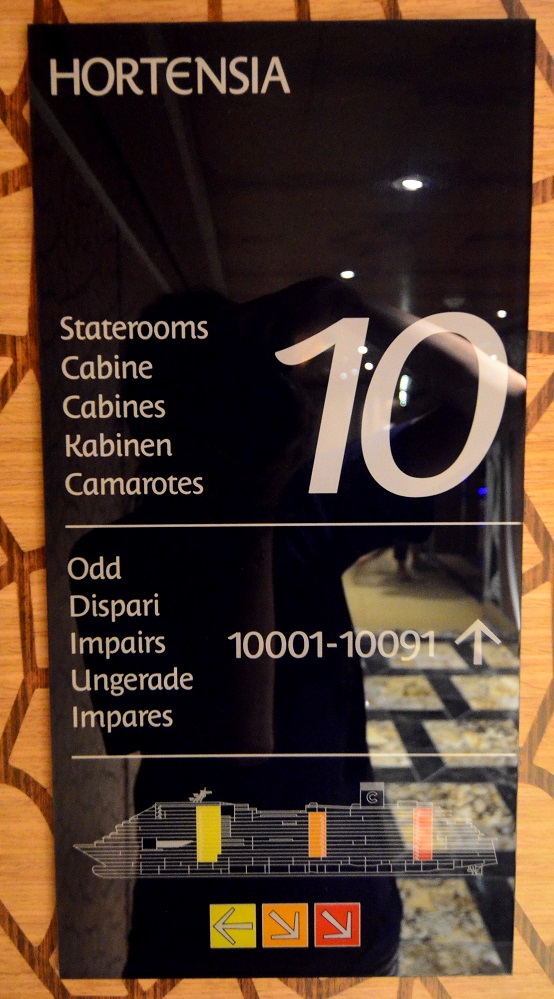 HORTENSIA
Staterooms
Cabine
Cabines
Kabinen
Camarotes
10
Odd
Dispari
Impairs
Ungerade
Impares
10001-10091 ↑
C